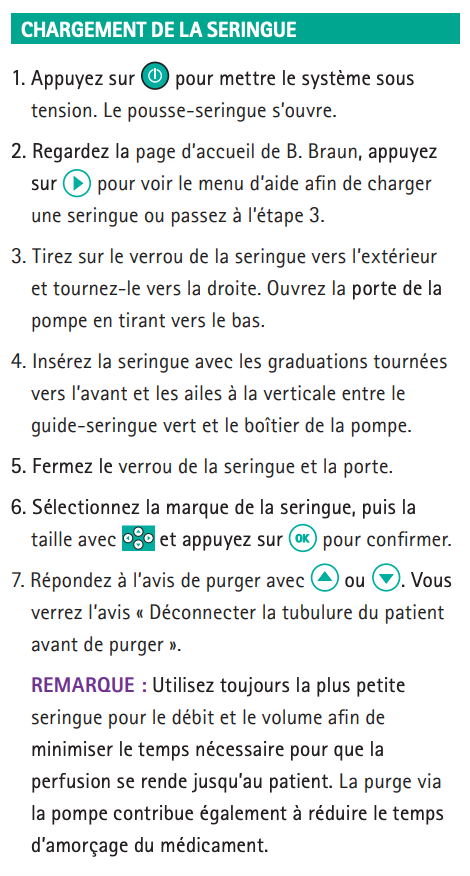 CHARGEMENT DE LA SERINGUE
1. Appuyez sur pour mettre le système sous
tension. Le pousse-seringue s'ouvre.
2. Regardez la page d'accueil de B. Braun, appuyez
sur pour voir le menu d'aide afin de charger
une seringue ou passez à l'étape 3.
3. Tirez sur le verrou de la seringue vers l'extérieur
et tournez-le vers la droite. Ouvrez la porte de la
pompe en tirant vers le bas.
4. Insérez la seringue avec les graduations tournées
vers l'avant et les ailes à la verticale entre le
guide-seringue vert et le boîtier de la pompe.
5. Fermez le verrou de la seringue et la porte.
6. Sélectionnez la marque de la seringue, puis la
taille avec et appuyez sur OK pour confirmer.
7. Répondez à l'avis de purger avec ou . Vous
verrez l'avis « Déconnecter la tubulure du patient
avant de purger ».
REMARQUE : Utilisez toujours la plus petite
seringue pour le débit et le volume afin de
minimiser le temps nécessaire pour que la
perfusion se rende jusqu'au patient. La purge via
la pompe contribue également à réduire le temps
d'amorçage du médicament.